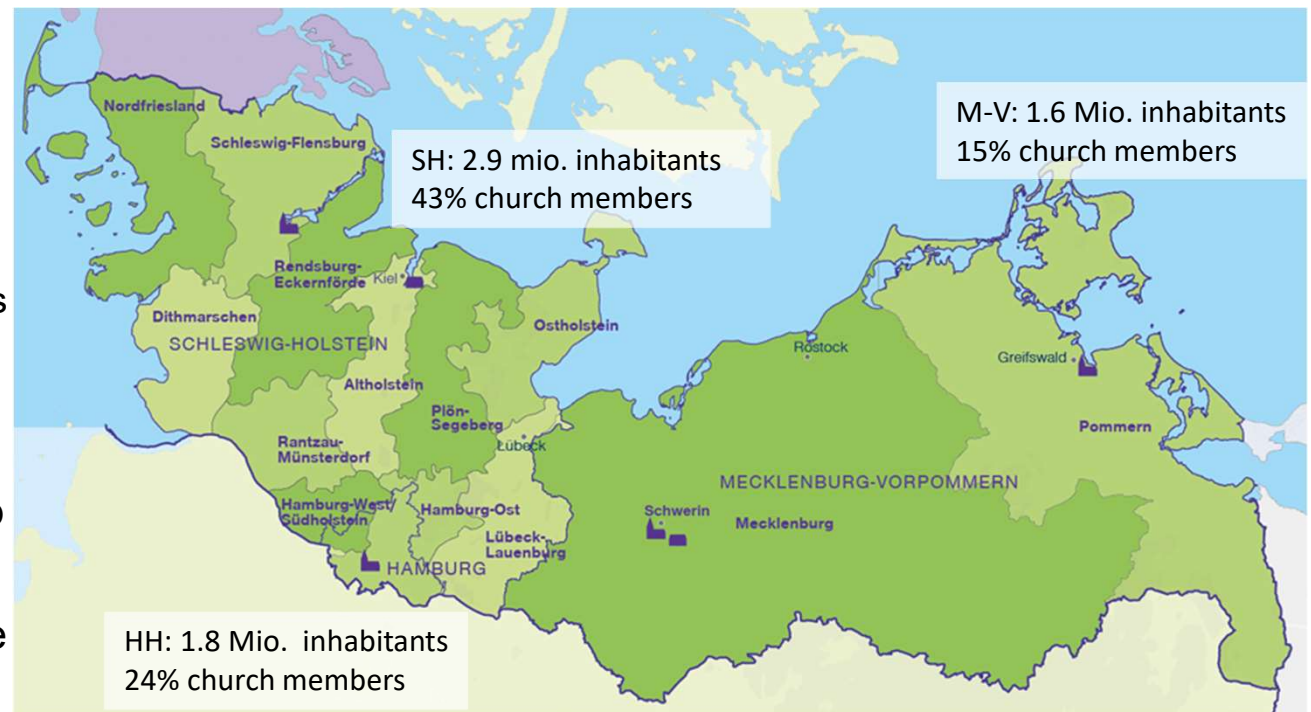 Nordfriesland
Schleswig-Flensburg
M-V: 1.6 Mio. inhabitants
15% church members
SH: 2.9 mio. inhabitants
43% church members
Rendsburg-
Eckernförde
Kiel
Dithmarschen
SCHLESWIG-HOLSTEIN
Ostholstein
Rostock
Greifswald
Altholstein
Plön-
Segeberg
Pommern
Rantzau-
Münsterdorf
Lübeck
MECKLENBURG-VORPOMMERN
Hamburg-West/
Südholstein
Hamburg-Ost
Schwerin
Mecklenburg
Lübeck-
Lauenburg
HAMBURG
HH: 1.8 Mio. inhabitants
24% church members